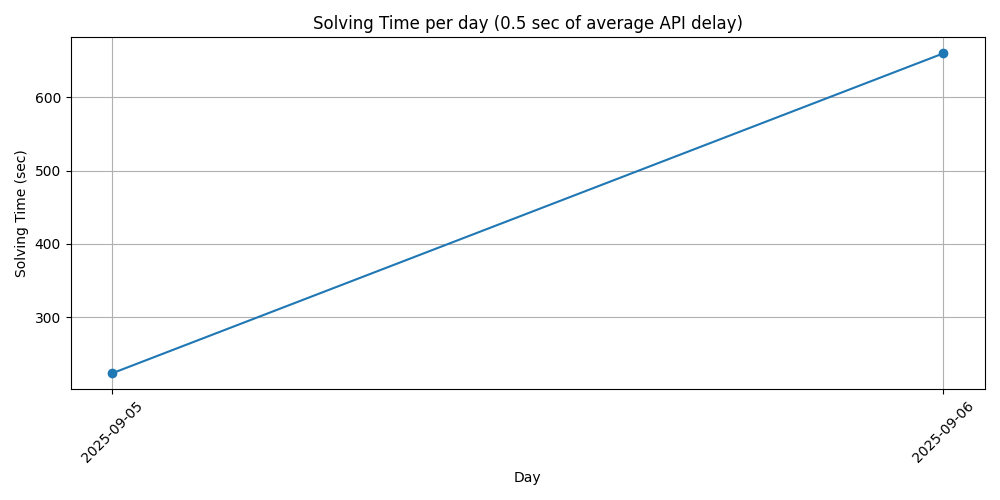 Solving Time per day (0.5 sec of average API delay)
Solving Time (sec)
600
500
400
300
2025-09-05
2025-09-06
Day